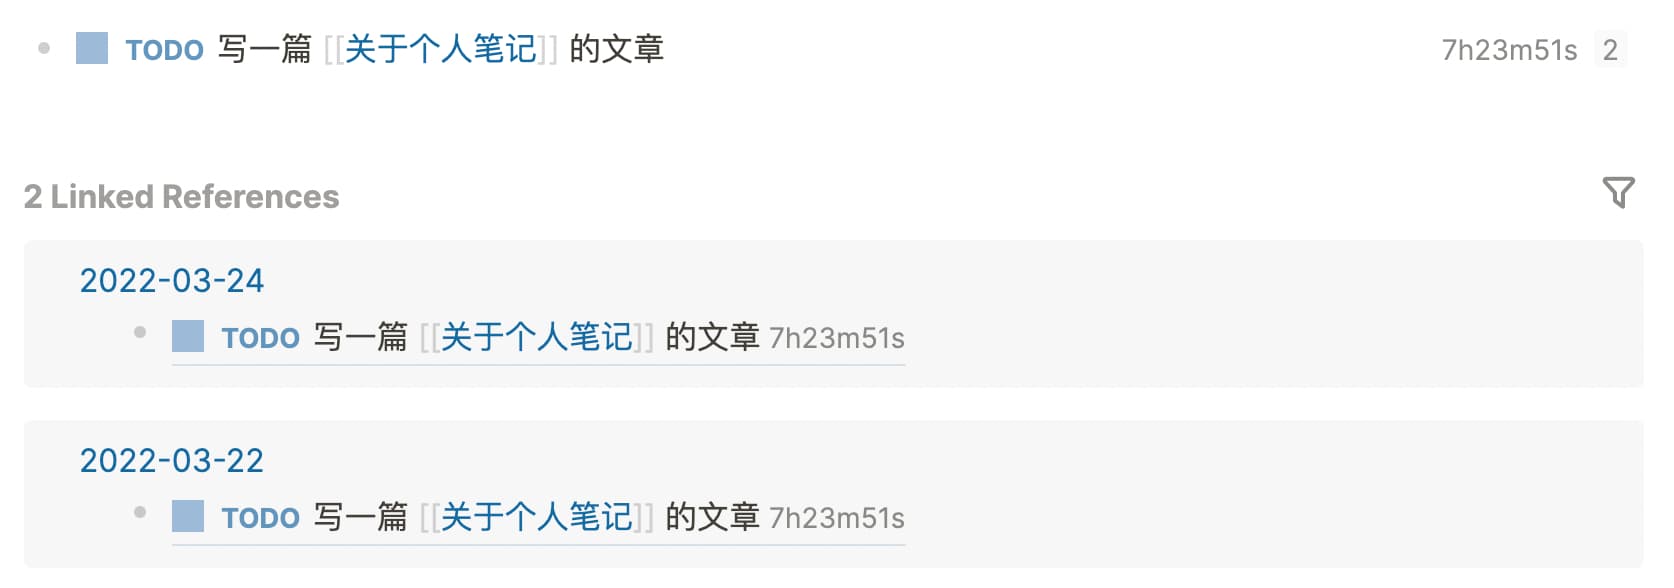 TODO 写一篇 [[关于个人笔记]] 的文章 7h23m51s 2
2 Linked References
2022-03-24
TODO 写一篇 [[关于个人笔记]] 的文章 7h23m51s
2022-03-22
TODO 写一篇 [[关于个人笔记]] 的文章 7h23m51s